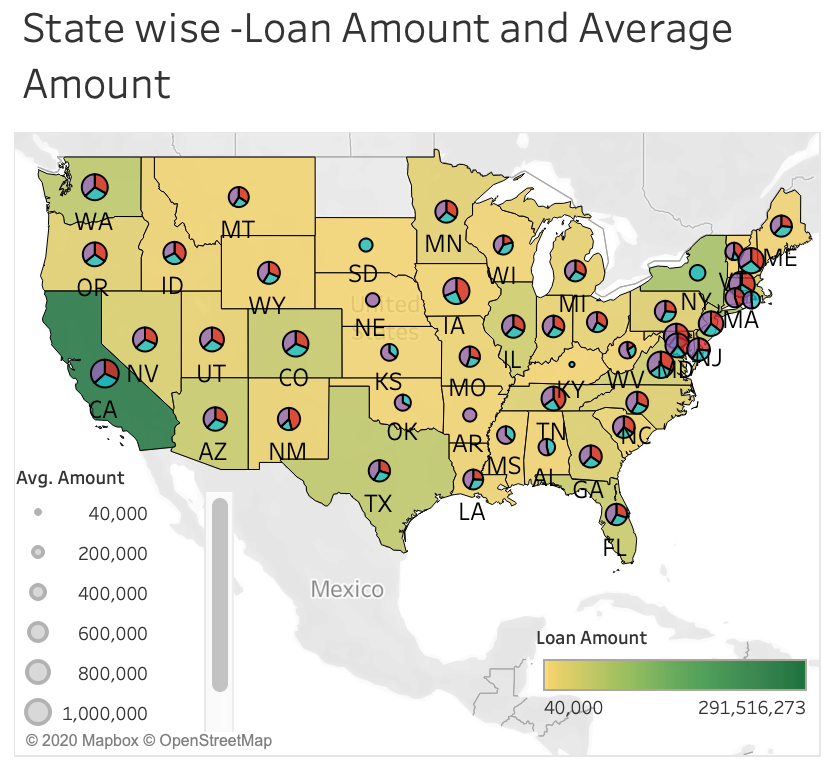 State wise -Loan Amount and Average
Amount
WA
MT
OR
ID
WY
SD
MN
WI
ME
NE
United
States
IA
MI
NY
MA
NV
UT
CO
KS
MO
IL
KY
WV
NJ
CA
AZ
NM
OK
AR
TN
NC
TX
LA
MS
AL
GA
FL
Mexico
Avg. Amount
40,000
200,000
400,000
600,000
800,000
1,000,000
Loan Amount
40,000 291,516,273
© 2020 Mapbox © OpenStreetMap